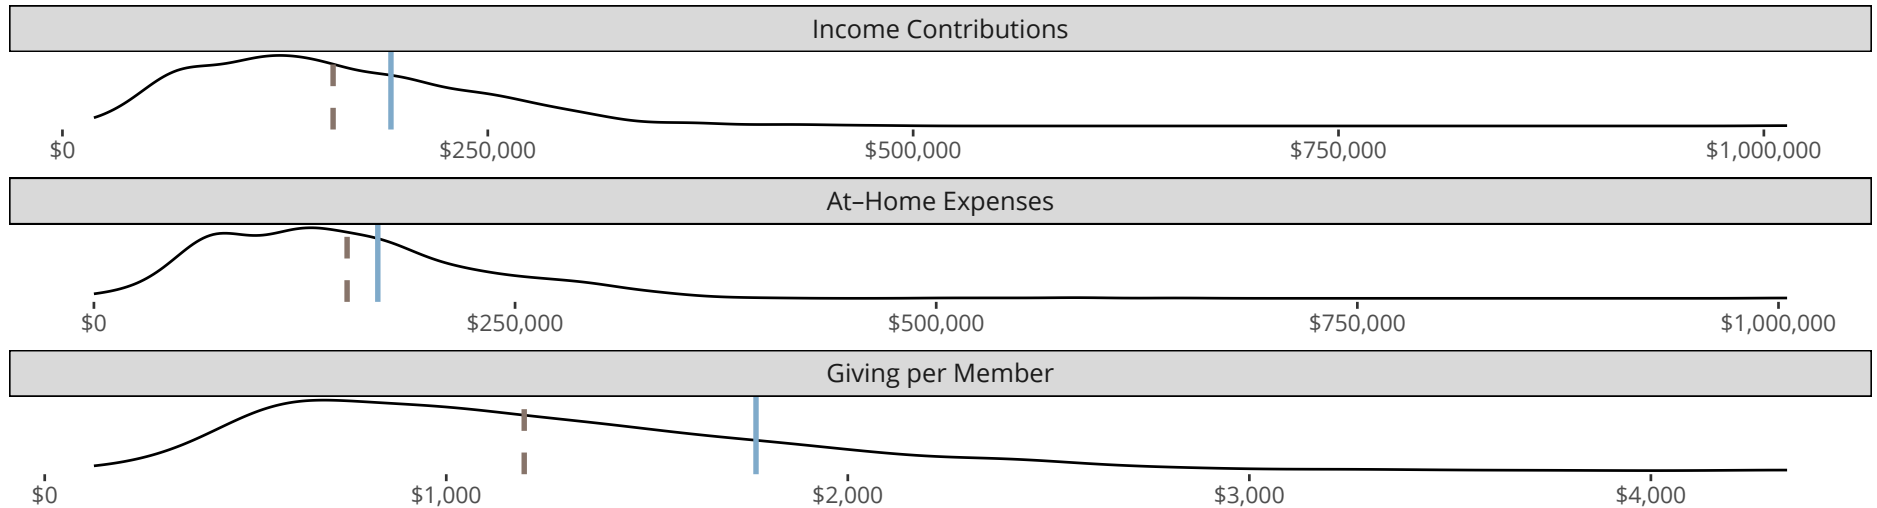 Income Contributions
$0 $250,000 $500,000 $750,000 $1,000,000
At–Home Expenses
$0 $250,000 $500,000 $750,000 $1,000,000
Giving per Member
$0 $1,000 $2,000 $3,000 $4,000